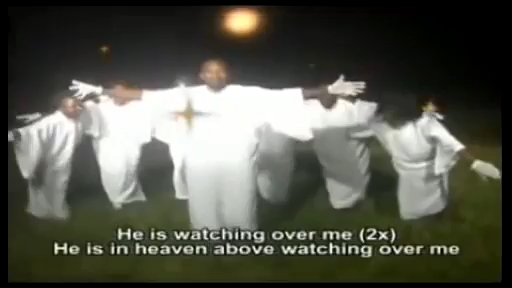 He is watching over me (2x)
He is in heaven above watching over me